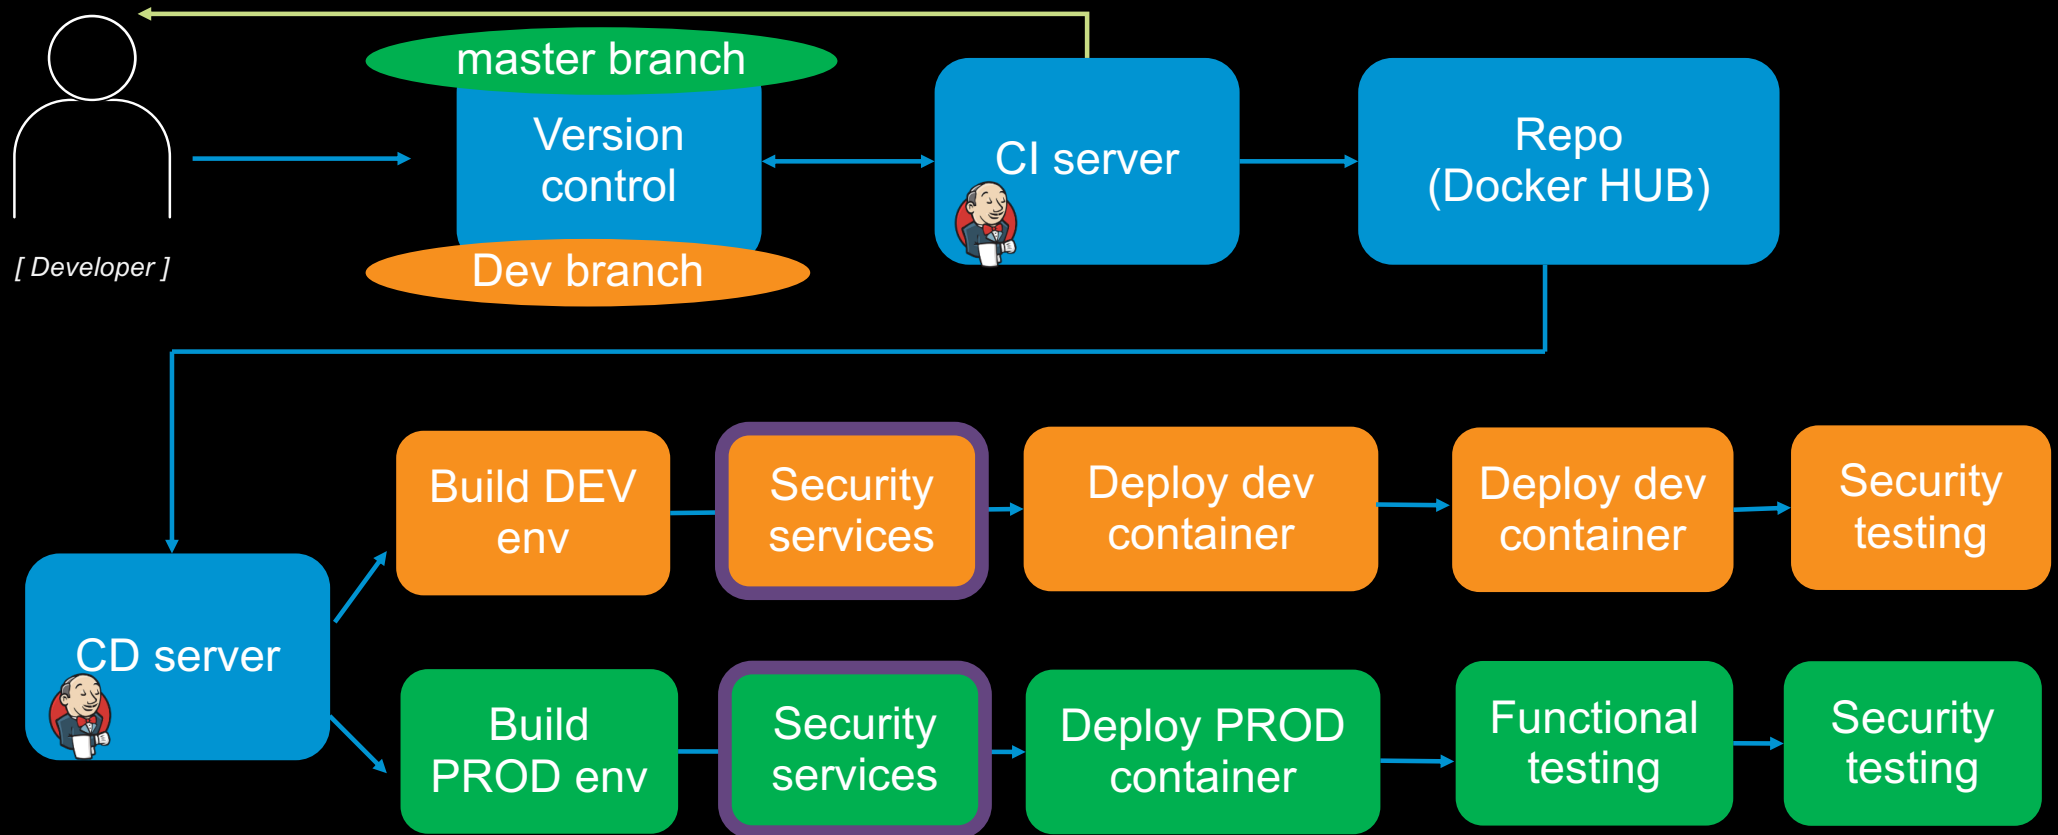 master branch
Version
control
Dev branch
[ Developer ]
CI server
Repo
(Docker HUB)
Build DEV
env
Security
services
Deploy dev
container
Deploy dev
container
Security
testing
CD server
Build
PROD env
Security
services
Deploy PROD
container
Functional
testing
Security
testing